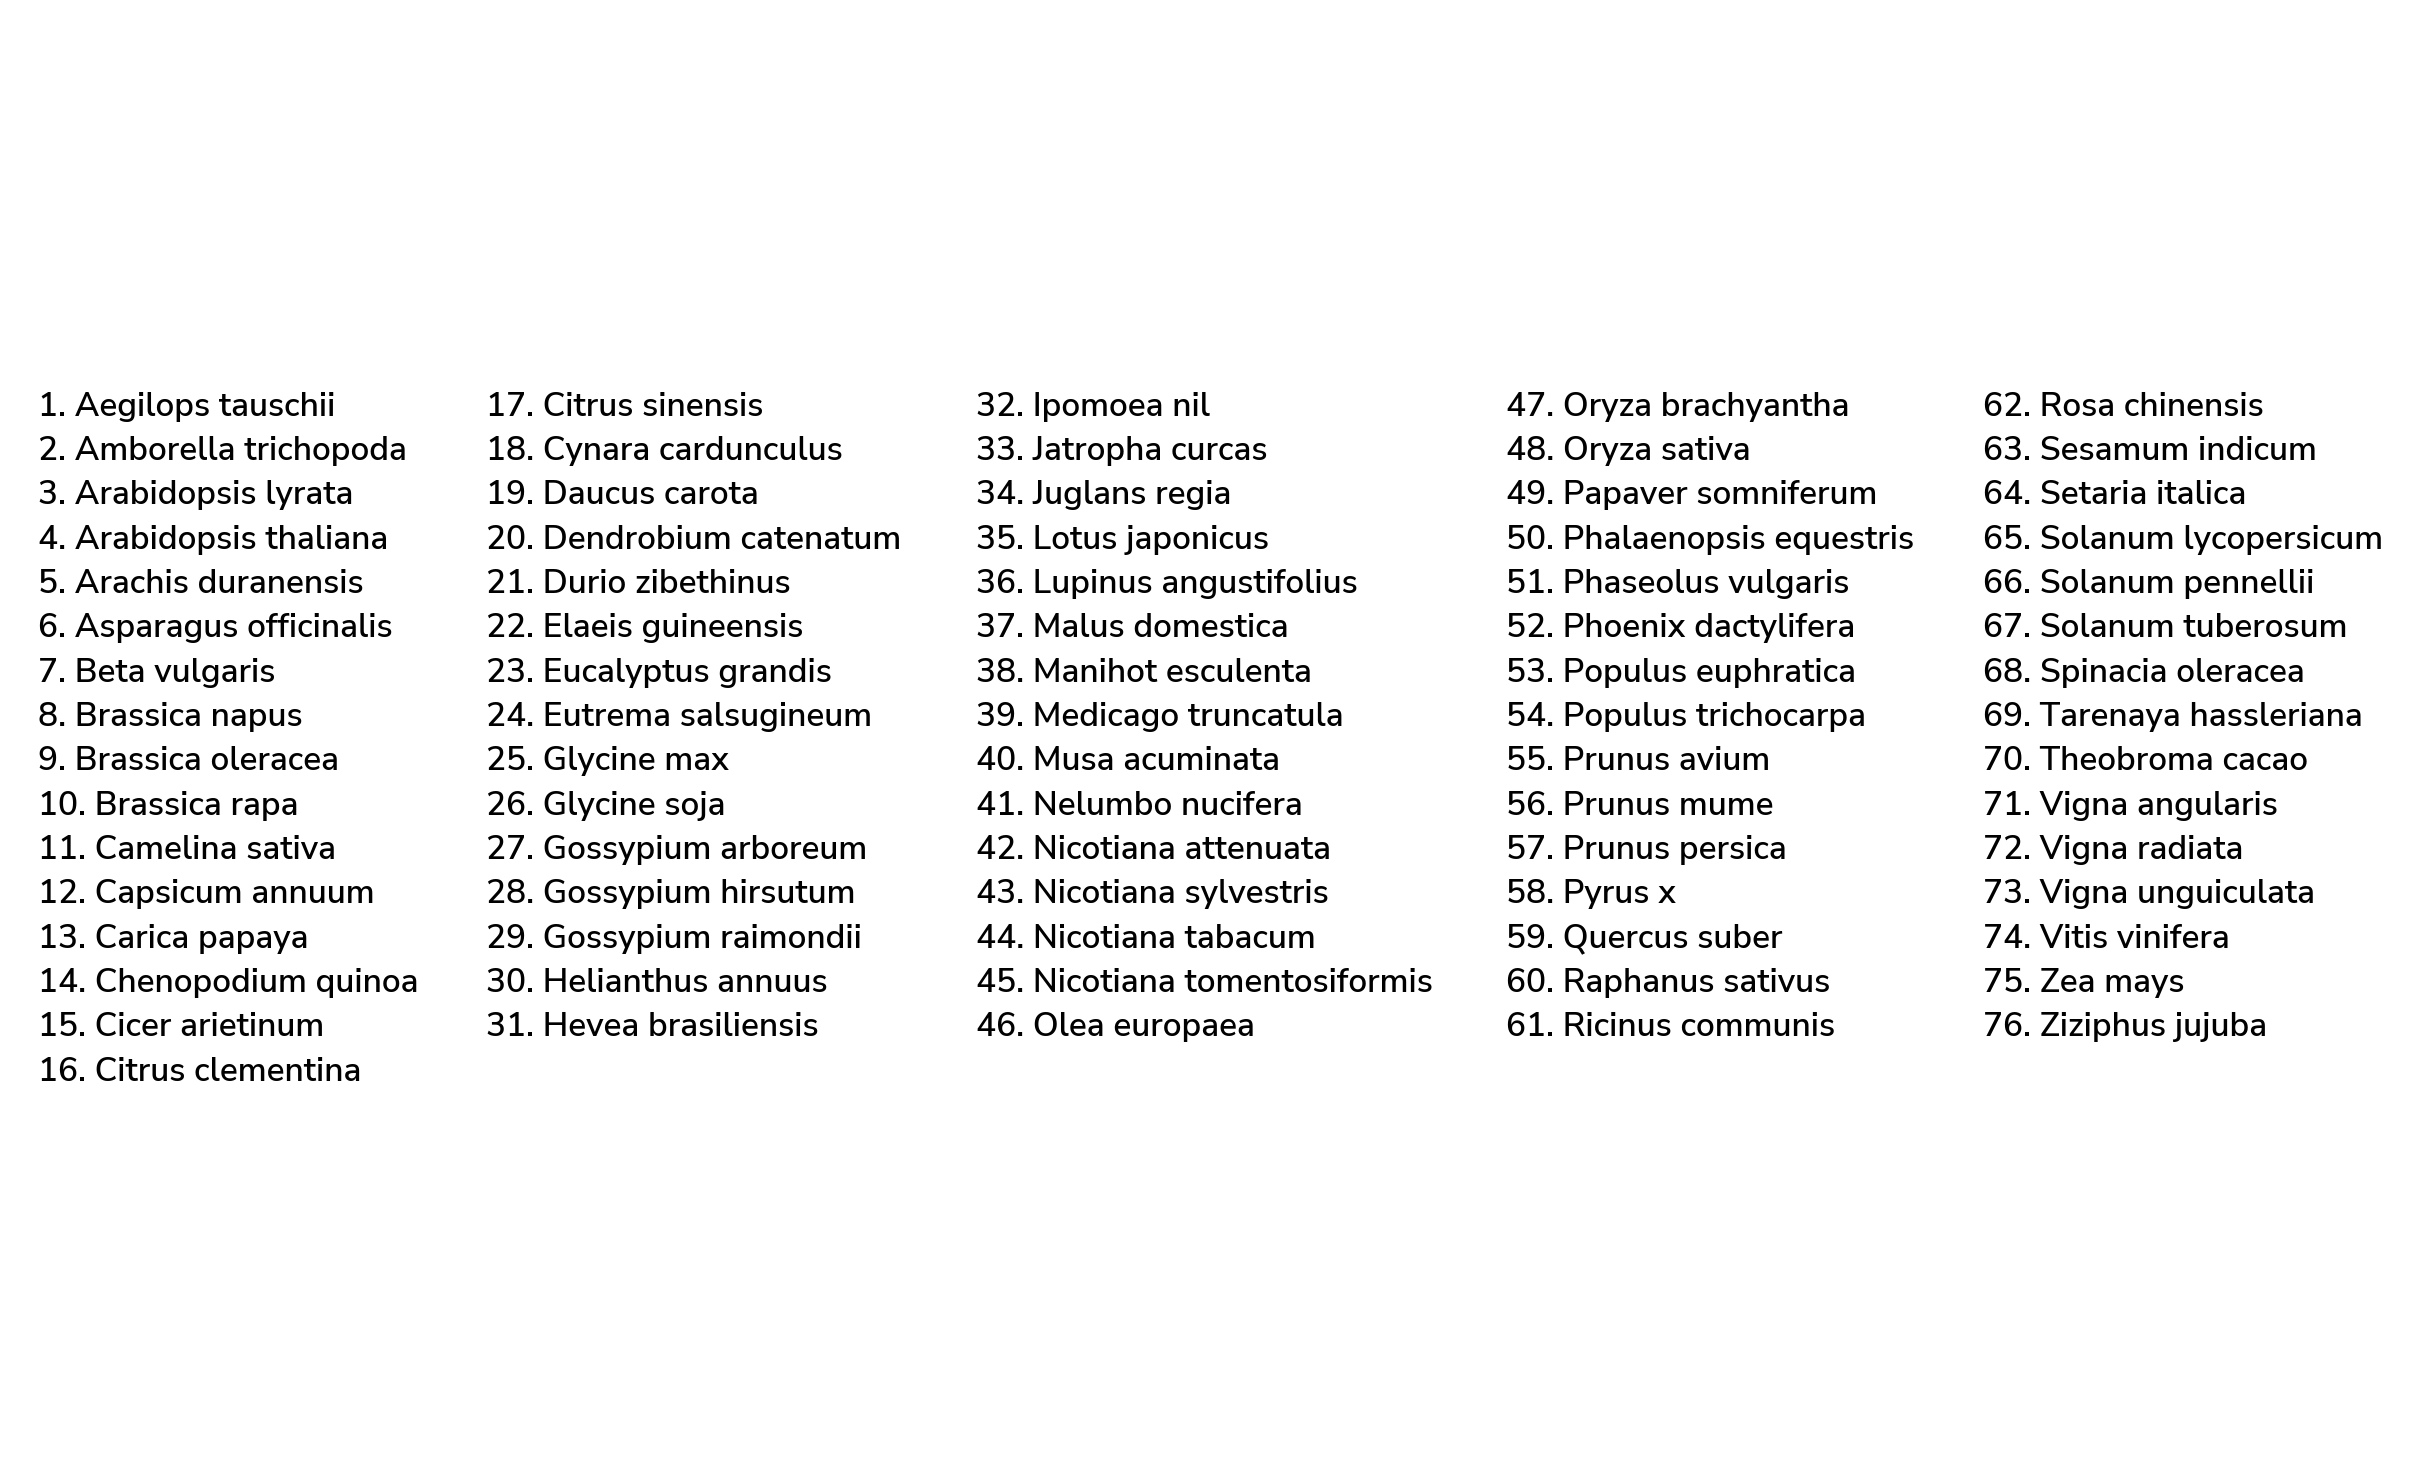 1. Aegilops tauschii
2. Amborella trichopoda
3. Arabidopsis lyrata
4. Arabidopsis thaliana
5. Arachis duranensis
6. Asparagus officinalis
7. Beta vulgaris
8. Brassica napus
9. Brassica oleracea
10. Brassica rapa
11. Camelina sativa
12. Capsicum annuum
13. Carica papaya
14. Chenopodium quinoa
15. Cicer arietinum
16. Citrus clementina
17. Citrus sinensis
18. Cynara cardunculus
19. Daucus carota
20. Dendrobium catenatum
21. Durio zibethinus
22. Elaeis guineensis
23. Eucalyptus grandis
24. Eutrema salsugineum
25. Glycine max
26. Glycine soja
27. Gossypium arboreum
28. Gossypium hirsutum
29. Gossypium raimondii
30. Helianthus annuus
31. Hevea brasiliensis
32. Ipomoea nil
33. Jatropha curcas
34. Juglans regia
35. Lotus japonicus
36. Lupinus angustifolius
37. Malus domestica
38. Manihot esculenta
39. Medicago truncatula
40. Musa acuminata
41. Nelumbo nucifera
42. Nicotiana attenuata
43. Nicotiana sylvestris
44. Nicotiana tabacum
45. Nicotiana tomentosiformis
46. Olea europaea
47. Oryza brachyantha
48. Oryza sativa
49. Papaver somniferum
50. Phalaenopsis equestris
51. Phaseolus vulgaris
52. Phoenix dactylifera
53. Populus euphratica
54. Populus trichocarpa
55. Prunus avium
56. Prunus mume
57. Prunus persica
58. Pyrus x
59. Quercus suber
60. Raphanus sativus
61. Ricinus communis
62. Rosa chinensis
63. Sesamum indicum
64. Setaria italica
65. Solanum lycopersicum
66. Solanum pennellii
67. Solanum tuberosum
68. Spinacia oleracea
69. Tarenaya hassleriana
70. Theobroma cacao
71. Vigna angularis
72. Vigna radiata
73. Vigna unguiculata
74. Vitis vinifera
75. Zea mays
76. Ziziphus jujuba